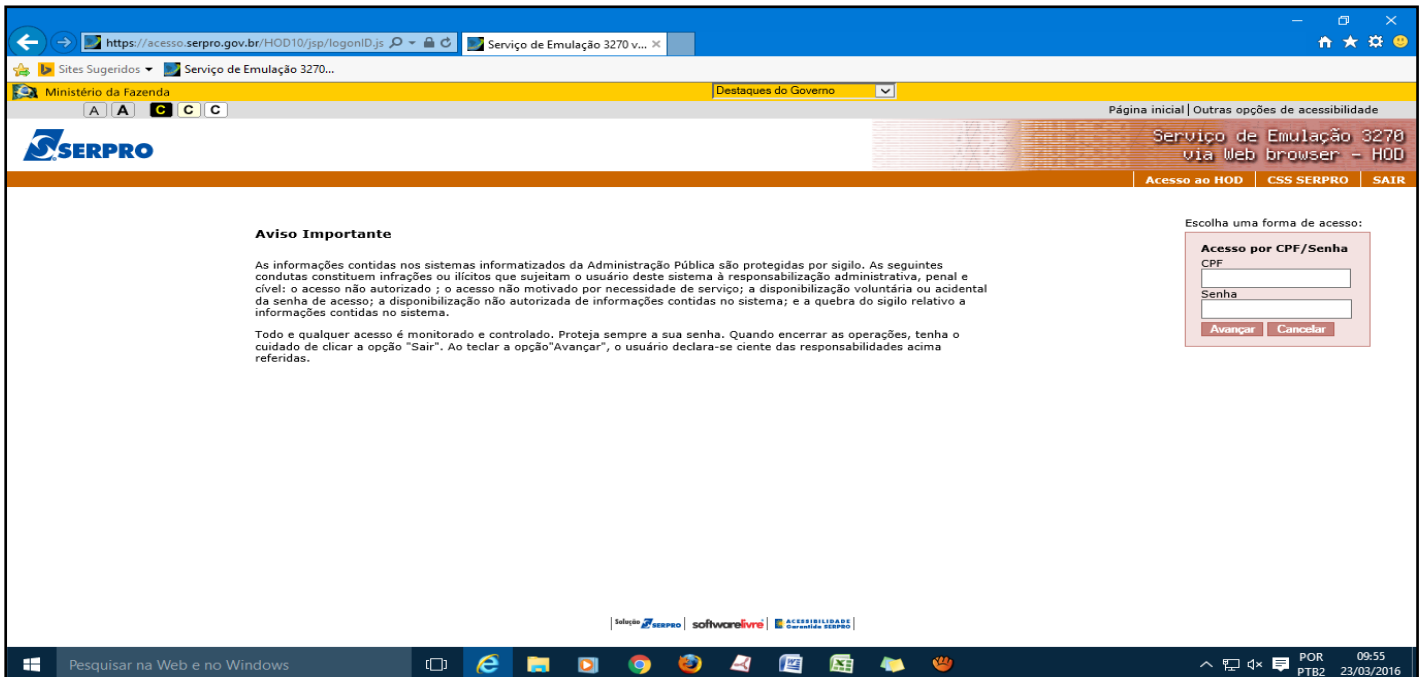 https://acesso.serpro.gov.br/HOD10/jsp/logonID.js
Serviço de Emulação 3270 v...
Sites Sugeridos
Serviço de Emulação 3270...
Ministério da Fazenda
Destaques do Governo
A A C C C
Página inicial | Outras opções de acessibilidade
SERPRO
Serviço de Emulação 3270
via Web browser - HOD
Acesso ao HOD | CSS SERPRO | SAIR
Escolha uma forma de acesso:
Acesso por CPF/Senha
CPF
Senha
Avançar Cancelar
Aviso Importante
As informações contidas nos sistemas informatizados da Administração Pública são protegidas por sigilo. As seguintes
condutas constituem infrações ou ilícitos que sujeitam o usuário deste sistema à responsabilização administrativa, penal e
cível: o acesso não autorizado ; o acesso não motivado por necessidade de serviço; a disponibilização voluntária ou acidental
da senha de acesso; a disponibilização não autorizada de informações contidas no sistema; e a quebra do sigilo relativo a
informações contidas no sistema.
Todo e qualquer acesso é monitorado e controlado. Proteja sempre a sua senha. Quando encerrar as operações, tenha o
cuidado de clicar a opção "Sair". Ao teclar a opção"Avançar", o usuário declara-se ciente das responsabilidades acima
referidas.
Solução SERPRO | softwarelivre | ACESSIBILIDADE
Garantida SERPRO
Pesquisar na Web e no Windows
POR 09:55
PTB2 23/03/2016